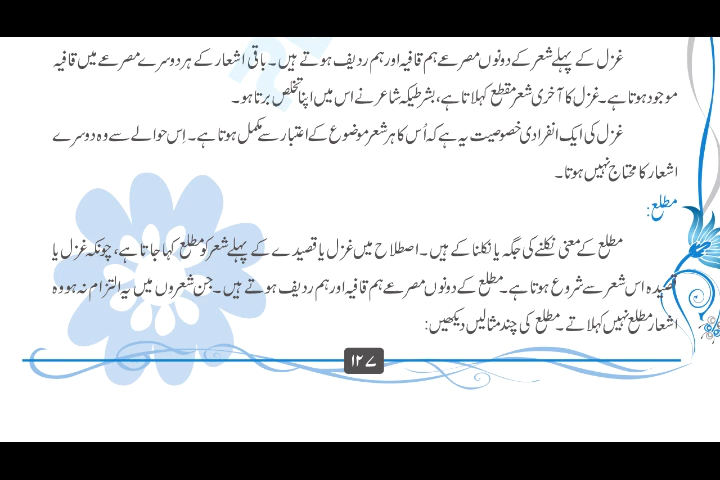 غزل کے پہلے شعر کے دونوں مصرعے ہم قافیہ اور ہم ردیف ہوتے ہیں۔ باقی اشعار کے ہر دوسرے مصرعے میں قافیہ
موجود ہوتا ہے۔ غزل کا آخری شعر مقطع کہلاتا ہے، بشرطیکہ شاعر نے اس میں اپنا تخلص برتا ہو۔
غزل کی ایک انفرادی خصوصیت یہ ہے کہ اُس کا ہر شعر موضوع کے اعتبار سے مکمل ہوتا ہے۔ اِس حوالے سے وہ دوسرے
اشعار کا محتاج نہیں ہوتا۔
مطلع:
مطلع کے معنی نکلنے کی جگہ یا نکلنا کے ہیں۔ اصطلاح میں غزل یا قصیدے کے پہلے شعر کو مطلع کہا جاتا ہے، چونکہ غزل یا
قصیدہ اس شعر سے شروع ہوتا ہے۔ مطلع کے دونوں مصرعے ہم قافیہ اور ہم ردیف ہوتے ہیں۔ جن شعروں میں یہ التزام نہ ہو وہ
اشعار مطلع نہیں کہلاتے۔ مطلع کی چند مثالیں دیکھیں:
۱۲۷